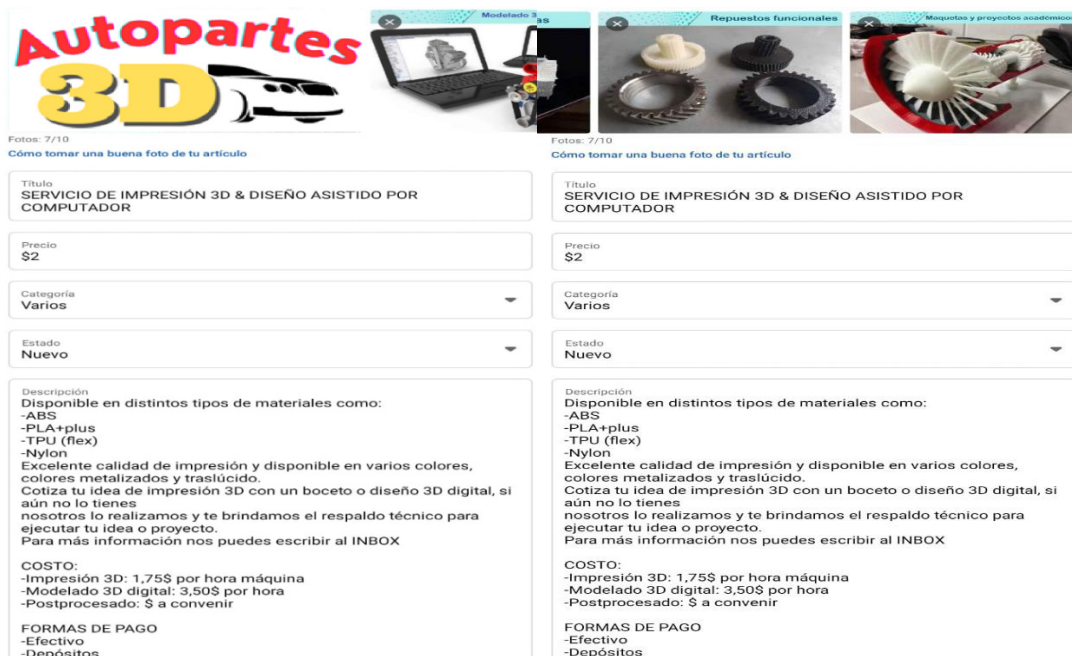 Autopartes
3D
Modelado 3
as
Repuestos funcionales
Maquetas y proyectos académicos
Fotos: 7/10
Cómo tomar una buena foto de tu artículo
Título
SERVICIO DE IMPRESIÓN 3D & DISEÑO ASISTIDO POR
COMPUTADOR
Precio
$2
Categoría
Varios
Estado
Nuevo
Descripción
Disponible en distintos tipos de materiales como:
-ABS
-PLA+plus
-TPU (flex)
-Nylon
Excelente calidad de impresión y disponible en varios colores,
colores metalizados y traslúcido.
Cotiza tu idea de impresión 3D con un boceto o diseño 3D digital, si
aún no lo tienes
nosotros lo realizamos y te brindamos el respaldo técnico para
ejecutar tu idea o proyecto.
Para más información nos puedes escribir al INBOX
COSTO:
-Impresión 3D: 1,75$ por hora máquina
-Modelado 3D digital: 3,50$ por hora
-Postprocesado: $ a convenir
FORMAS DE PAGO
-Efectivo
-Depósitos
Fotos: 7/10
Cómo tomar una buena foto de tu artículo
Título
SERVICIO DE IMPRESIÓN 3D & DISEÑO ASISTIDO POR
COMPUTADOR
Precio
$2
Categoría
Varios
Estado
Nuevo
Descripción
Disponible en distintos tipos de materiales como:
-ABS
-PLA+plus
-TPU (flex)
-Nylon
Excelente calidad de impresión y disponible en varios colores,
colores metalizados y traslúcido.
Cotiza tu idea de impresión 3D con un boceto o diseño 3D digital, si
aún no lo tienes
nosotros lo realizamos y te brindamos el respaldo técnico para
ejecutar tu idea o proyecto.
Para más información nos puedes escribir al INBOX
COSTO:
-Impresión 3D: 1,75$ por hora máquina
-Modelado 3D digital: 3,50$ por hora
-Postprocesado: $ a convenir
FORMAS DE PAGO
-Efectivo
-Depósitos